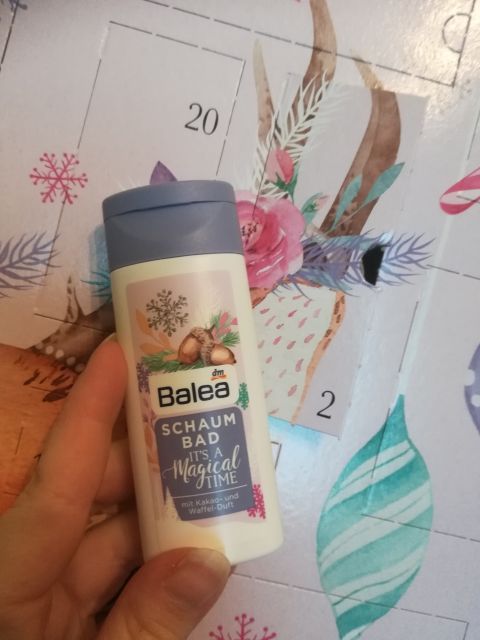 20
dm
Balea
SCHAUM
BAD
IT'S A
Magical
TIME
mit Kakao- und
Waffel-Duft
2